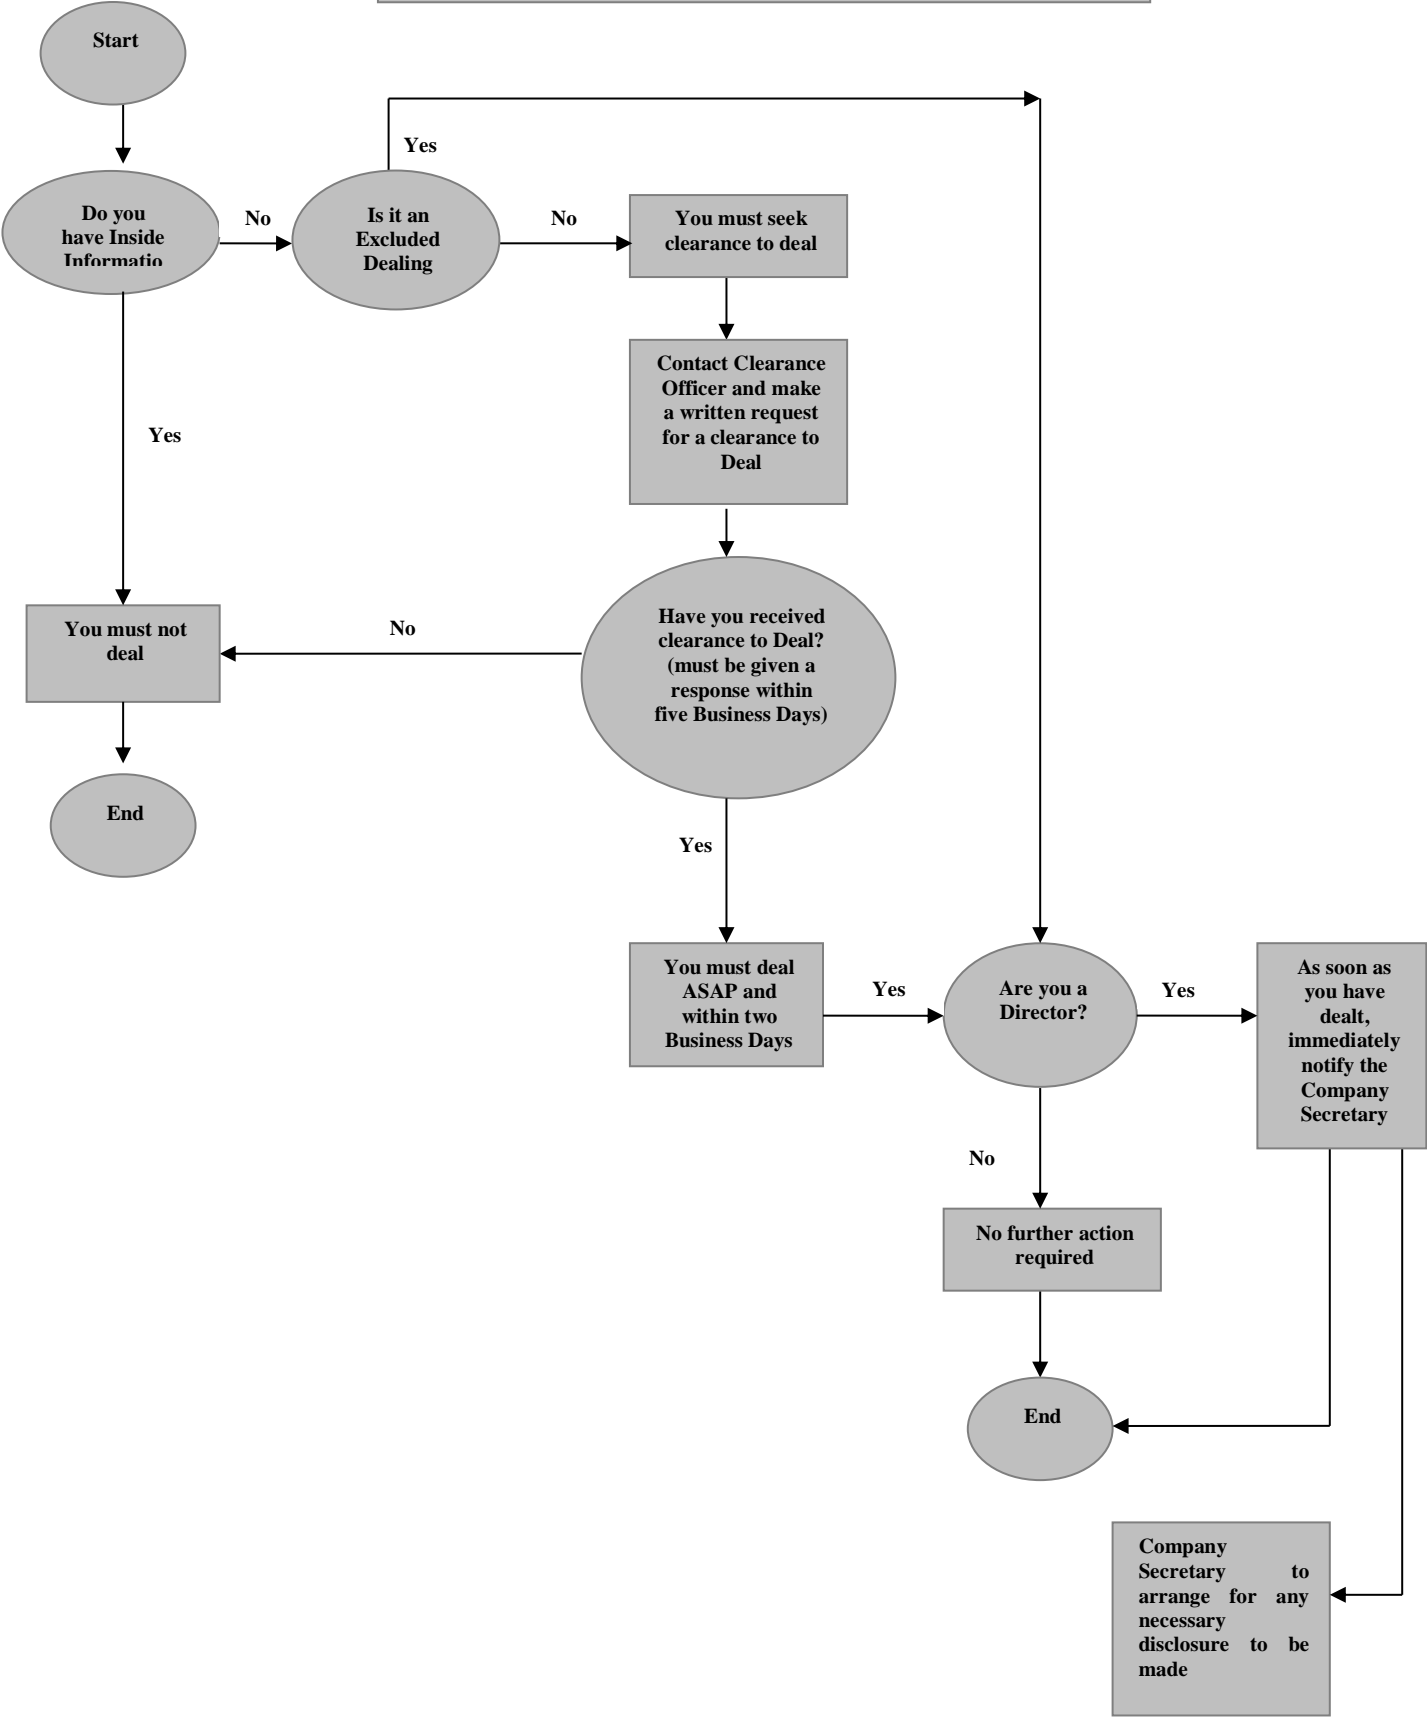 Start
Yes
Do you
have Inside
Informatio
No
Is it an
Excluded
Dealing
No
You must seek
clearance to deal
Contact Clearance
Officer and make
a written request
for a clearance to
Deal
Yes
You must not
deal
No
Have you received
clearance to Deal?
(must be given a
response within
five Business Days)
End
Yes
You must deal
ASAP and
within two
Business Days
Yes
Are you a
Director?
Yes
As soon as
you have
dealt,
immediately
notify the
Company
Secretary
No
No further action
required
End
Company
Secretary to
arrange for any
necessary
disclosure to be
made